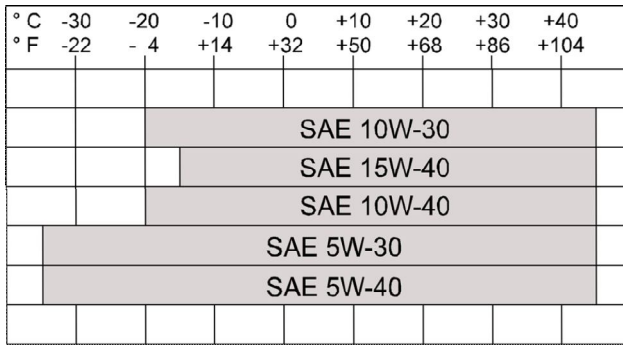 ° C -30 -20 -10 0 +10 +20 +30 +40
° F -22 - 4 +14 +32 +50 +68 +86 +104
SAE 10W-30
SAE 15W-40
SAE 10W-40
SAE 5W-30
SAE 5W-40